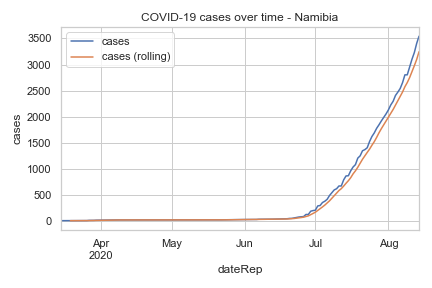 COVID-19 cases over time - Namibia
cases
cases (rolling)
3500
3000
2500
2000
1500
1000
500
0
cases
Apr
2020
May
Jun
Jul
Aug
dateRep